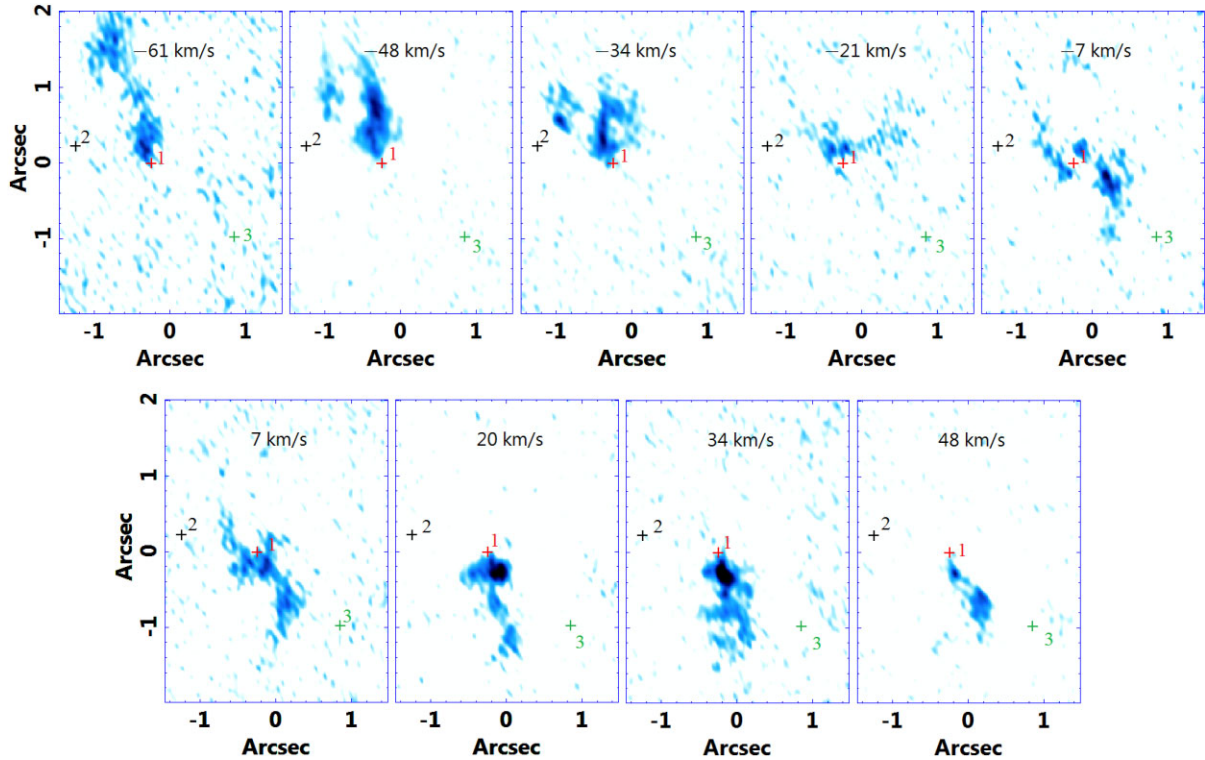 −61 km/s −48 km/s −34 km/s −21 km/s −7 km/s
2 1 3 2 1 3 2 1 3 2 1 3 2 1 3
Arcsec
2
1
0
-1
-1 0 1 -1 0 1 -1 0 1 -1 0 1 -1 0 1
Arcsec Arcsec Arcsec Arcsec Arcsec
7 km/s 20 km/s 34 km/s 48 km/s
2 1 3 2 1 3 2 1 3 2 1 3
Arcsec
2
1
0
-1
-1 0 1 -1 0 1 -1 0 1 -1 0 1
Arcsec Arcsec Arcsec Arcsec